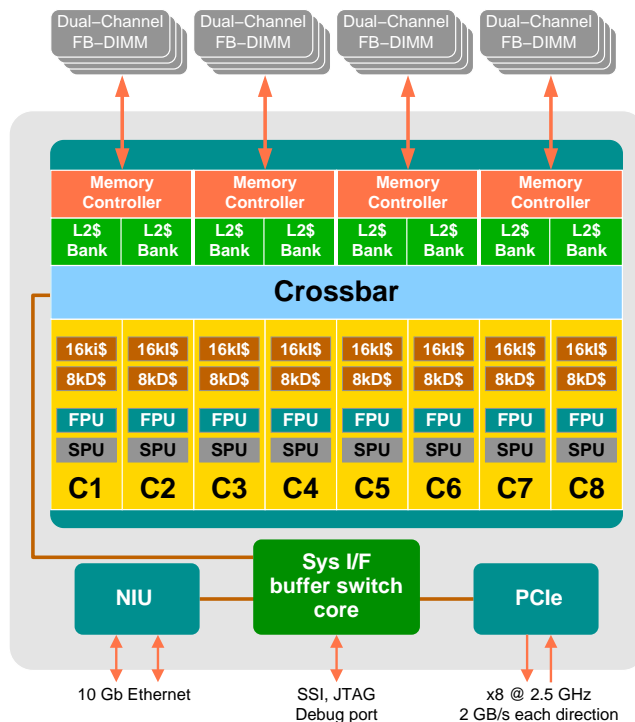 Dual–Channel Dual–Channel Dual–Channel Dual–Channel
FB–DIMM FB–DIMM FB–DIMM FB–DIMM
Memory Memory Memory Memory
Controller Controller Controller Controller
L2$ L2$ L2$ L2$ L2$ L2$ L2$ L2$
Bank Bank Bank Bank Bank Bank Bank Bank
Crossbar
16ki$ 16kI$ 16kI$ 16kI$ 16kI$ 16kI$ 16kI$ 16kI$
8kD$ 8kD$ 8kD$ 8kD$ 8kD$ 8kD$ 8kD$ 8kD$
FPU FPU FPU FPU FPU FPU FPU FPU
SPU SPU SPU SPU SPU SPU SPU SPU
C1 C2 C3 C4 C5 C6 C7 C8
Sys I/F
buffer switch
core
NIU
PCIe
10 Gb Ethernet
SSI, JTAG
Debug port
x8 @ 2.5 GHz
2 GB/s each direction